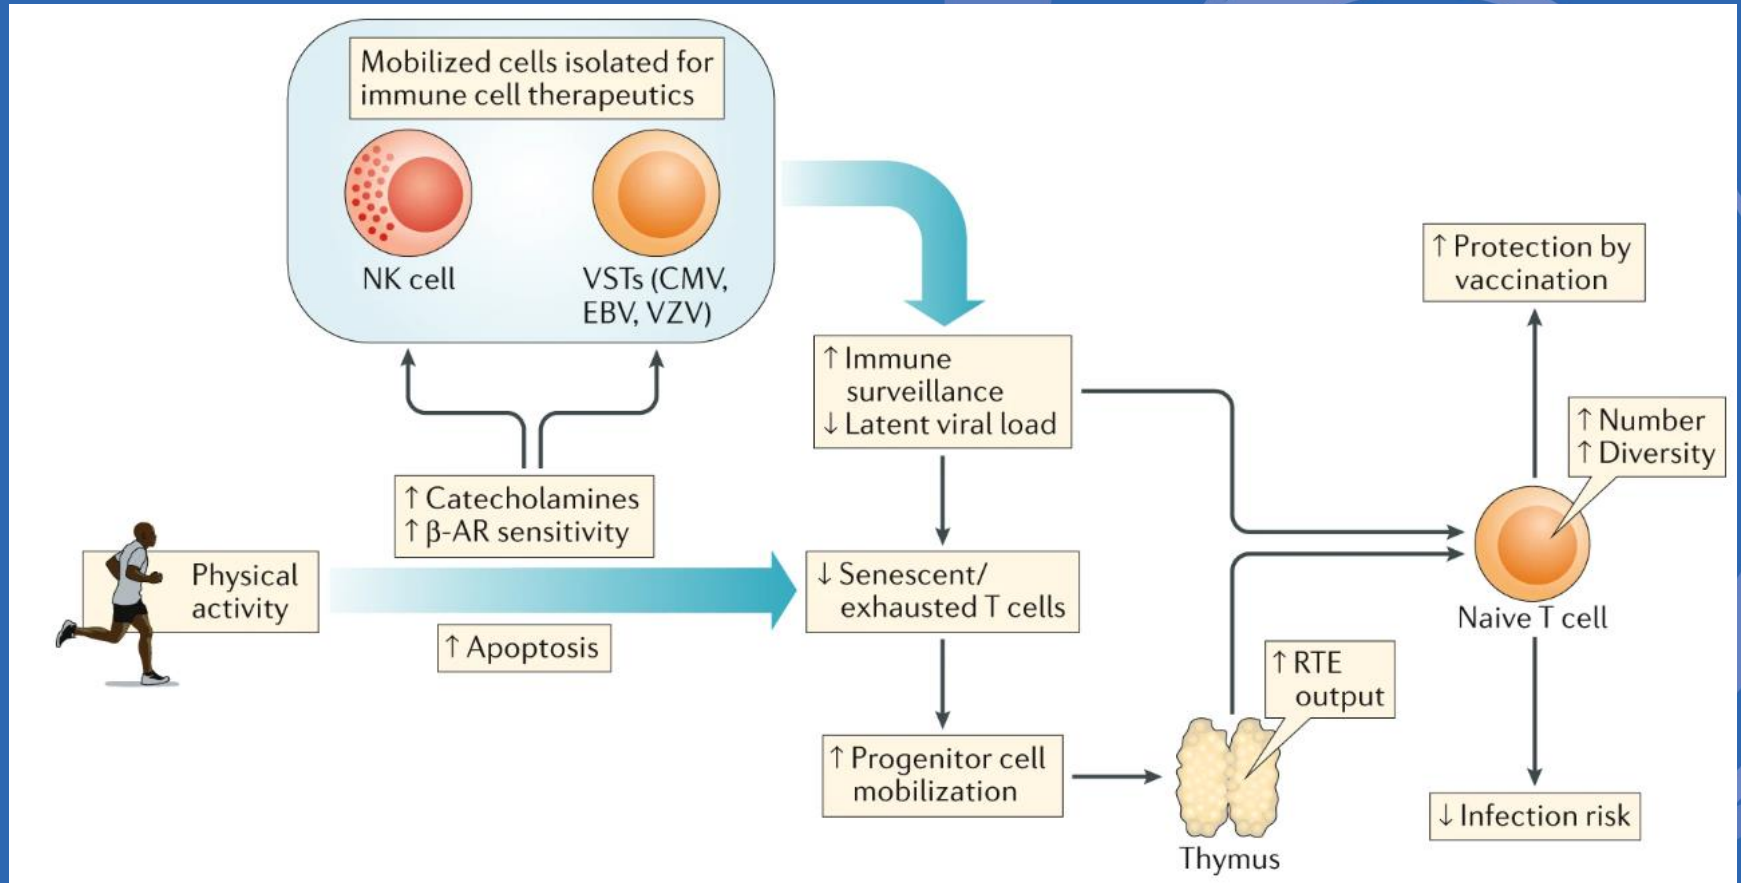 Mobilized cells isolated for
immune cell therapeutics
NK cell
VSTs (CMV,
EBV, VZV)
↑ Catecholamines
↑ β-AR sensitivity
Physical
activity
↑ Apoptosis
↑ Immune
surveillance
↓ Latent viral load
↓ Senescent/
exhausted T cells
↑ Progenitor cell
mobilization
↑ RTE
output
Thymus
↑ Protection by
vaccination
↑ Number
↑ Diversity
Naive T cell
↓ Infection risk